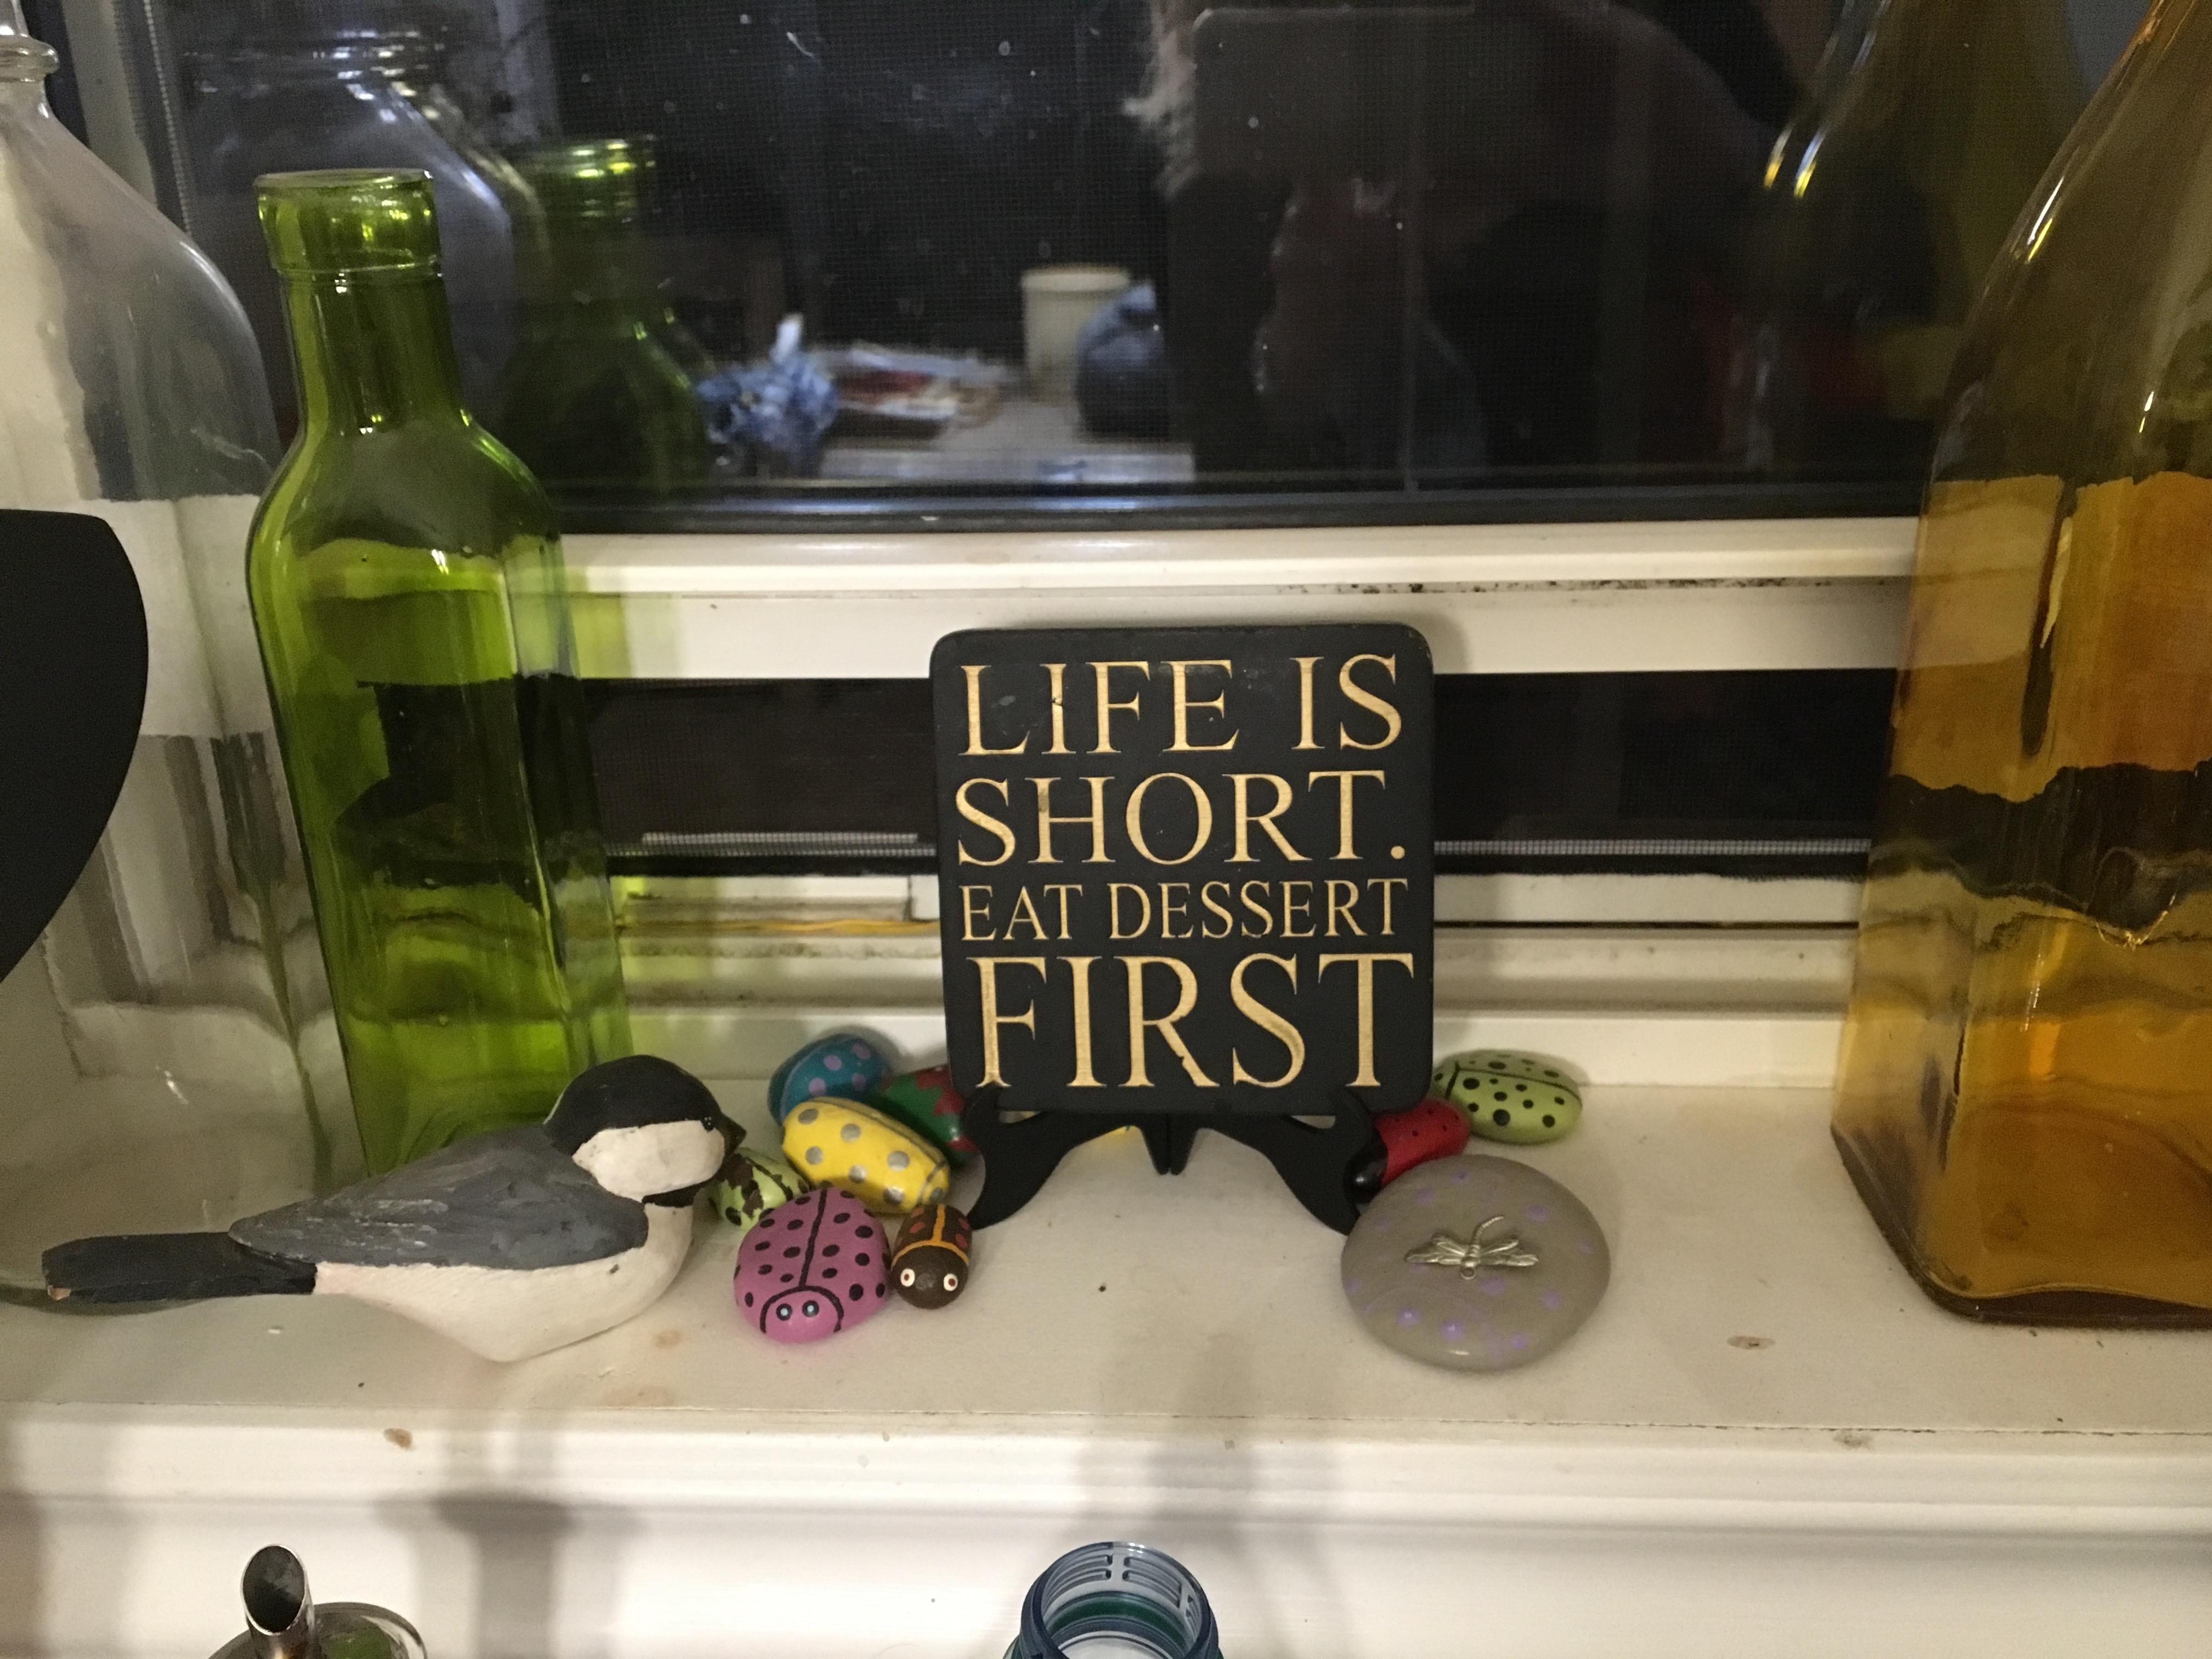 LIFE IS
SHORT.
EAT DESSERT
FIRST